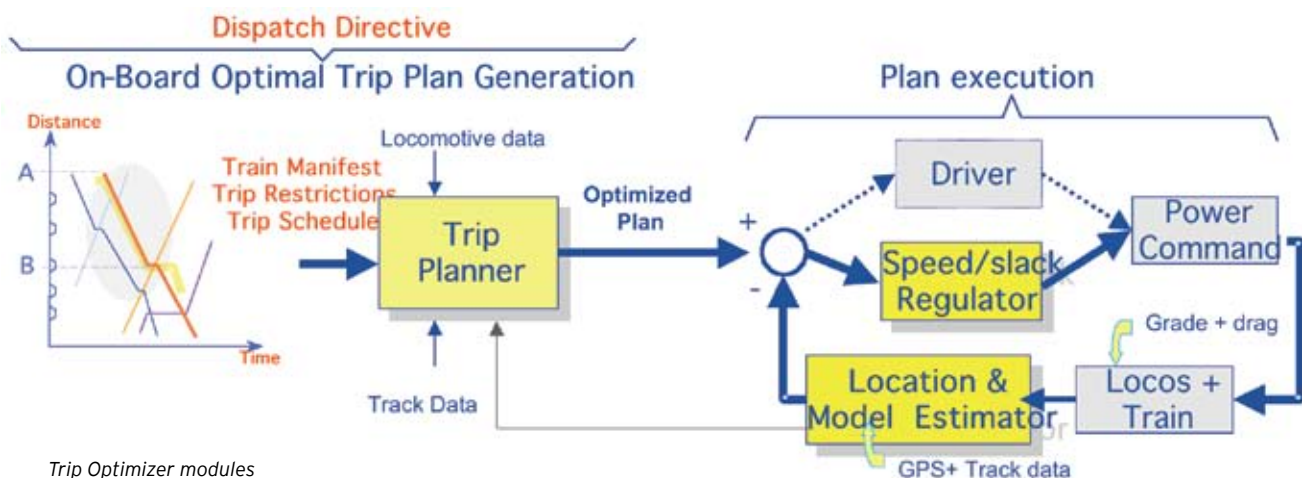 Dispatch Directive
On-Board Optimal Trip Plan Generation
Plan execution
Distance
A
B
Time
Train Manifest
Trip Restrictions
Trip Schedule
Locomotive data
Trip
Planner
Track Data
Optimized
Plan
+
-
Driver
Speed/slack
Regulator
Power
Command
Grade + drag
Locos +
Train
Location &
Model Estimator
GPS+ Track data
Trip Optimizer modules